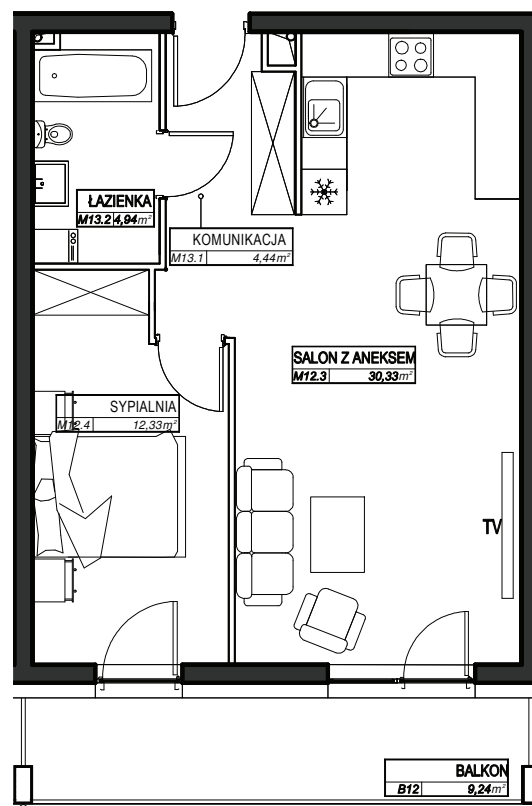 ŁAZIENKA
M13.2 4,94m²
KOMUNIKACJA
M13.1 4,44m²
SALON Z ANEKSEM
M12.3 30,33m²
SYPIALNIA
M12.4 12,33m²
TV
BALKON
B12 9,24m²